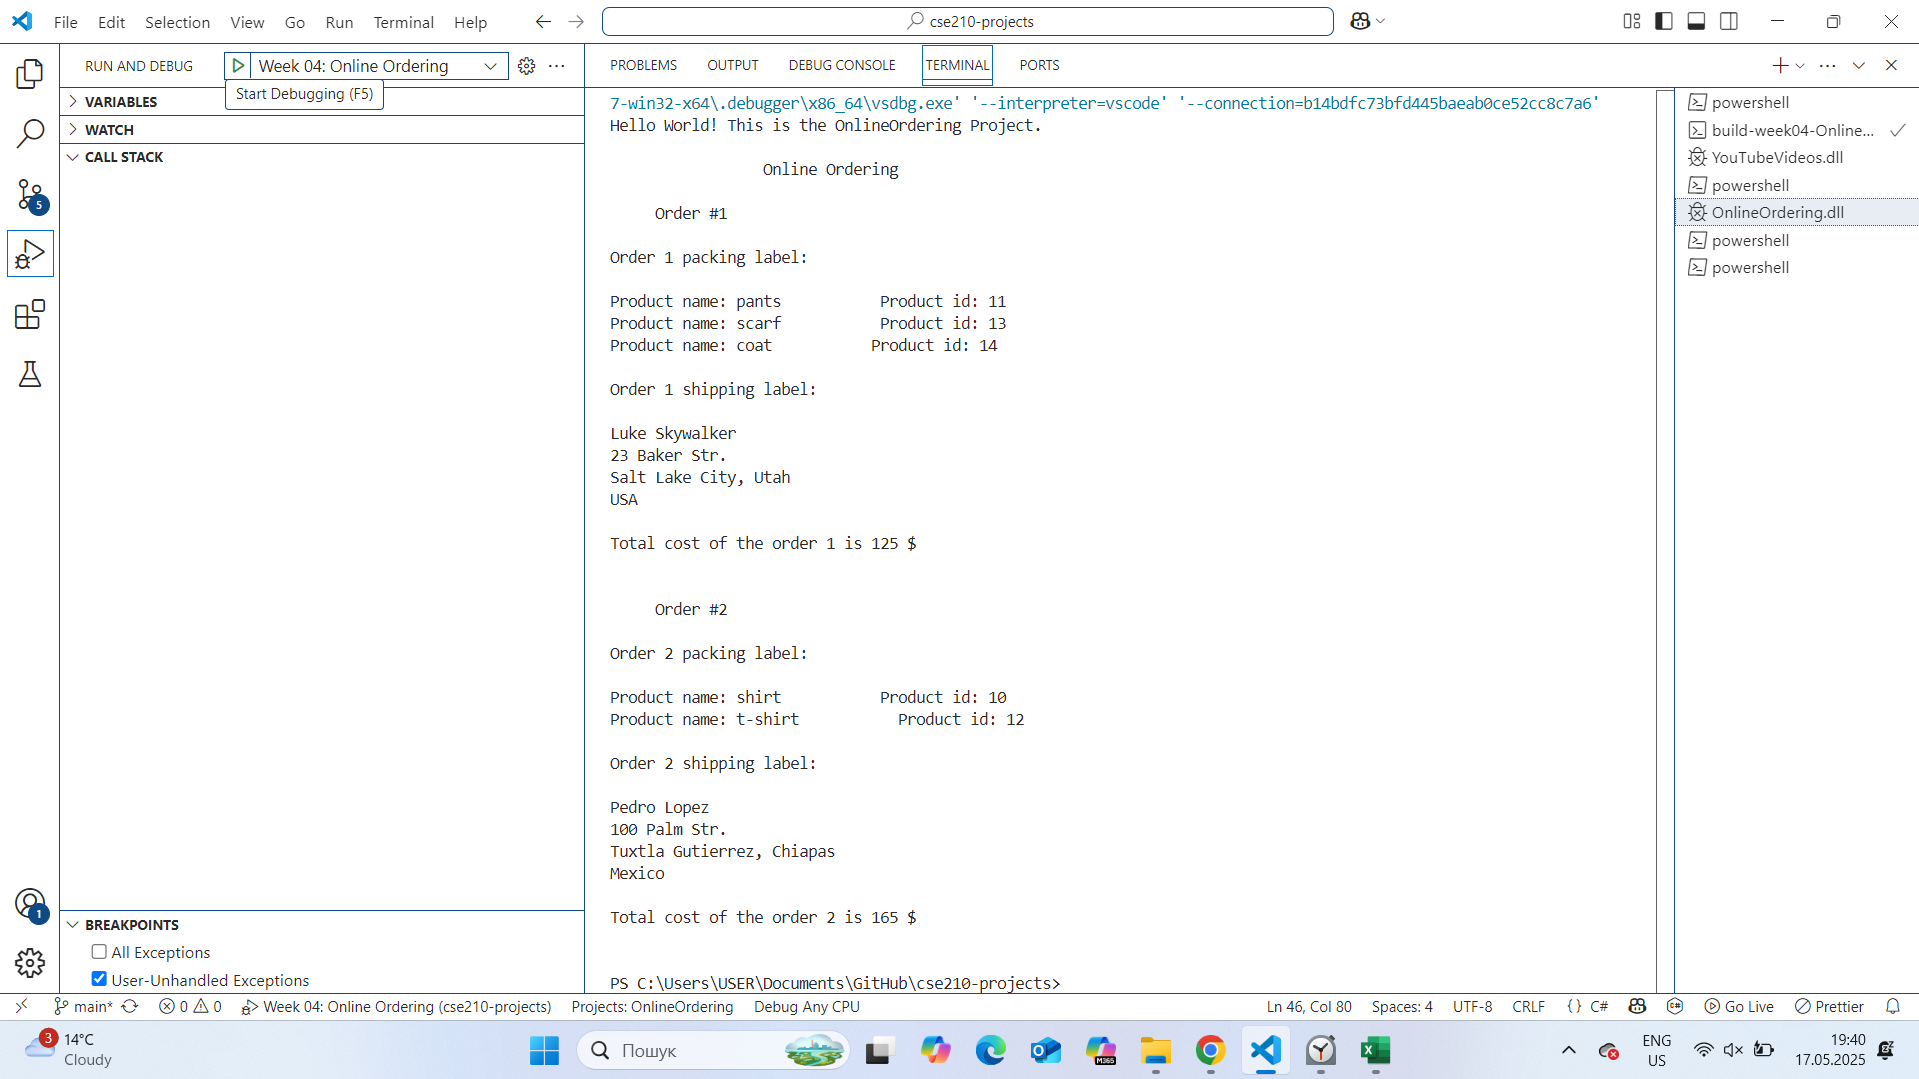 File Edit Selection View Go Run Terminal Help
cse210-projects
RUN AND DEBUG
Week 04: Online Ordering
Start Debugging (F5)
VARIABLES
WATCH
CALL STACK
BREAKPOINTS
All Exceptions
User-Unhandled Exceptions
5
1
PROBLEMS OUTPUT DEBUG CONSOLE TERMINAL PORTS
7-win32-x64\.debugger\x86_64\vsdbg.exe' '--interpreter=vscode' '--connection=b14bdfc73bfd445baeab0ce52cc8c7a6'
Hello World! This is the OnlineOrdering Project.
Online Ordering
Order #1
Order 1 packing label:
Product name: pants Product id: 11
Product name: scarf Product id: 13
Product name: coat Product id: 14
Order 1 shipping label:
Luke Skywalker
23 Baker Str.
Salt Lake City, Utah
USA
Total cost of the order 1 is 125 $
Order #2
Order 2 packing label:
Product name: shirt Product id: 10
Product name: t-shirt Product id: 12
Order 2 shipping label:
Pedro Lopez
100 Palm Str.
Tuxtla Gutierrez, Chiapas
Mexico
Total cost of the order 2 is 165 $
PS C:\Users\USER\Documents\GitHub\cse210-projects>
powershell
build-week04-Online...
YouTubeVideos.dll
powershell
OnlineOrdering.dll
powershell
powershell
main* 0 0 Week 04: Online Ordering (cse210-projects) Projects: OnlineOrdering Debug Any CPU Ln 46, Col 80 Spaces: 4 UTF-8 CRLF {} C# Go Live Prettier
3
14°C
Cloudy
Пошук
M365
ENG
US
19:40
17.05.2025